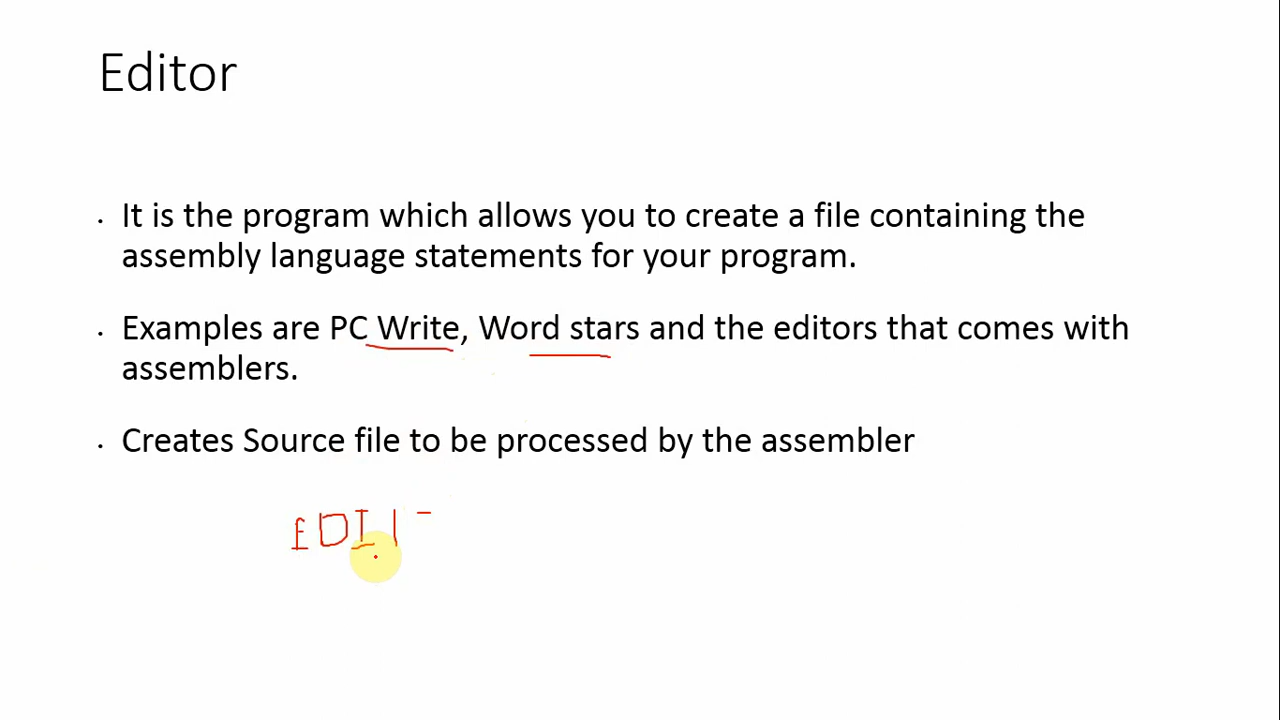 Editor
· It is the program which allows you to create a file containing the
assembly language statements for your program.
· Examples are PC Write, Word stars and the editors that comes with
assemblers.
· Creates Source file to be processed by the assembler
EDIT